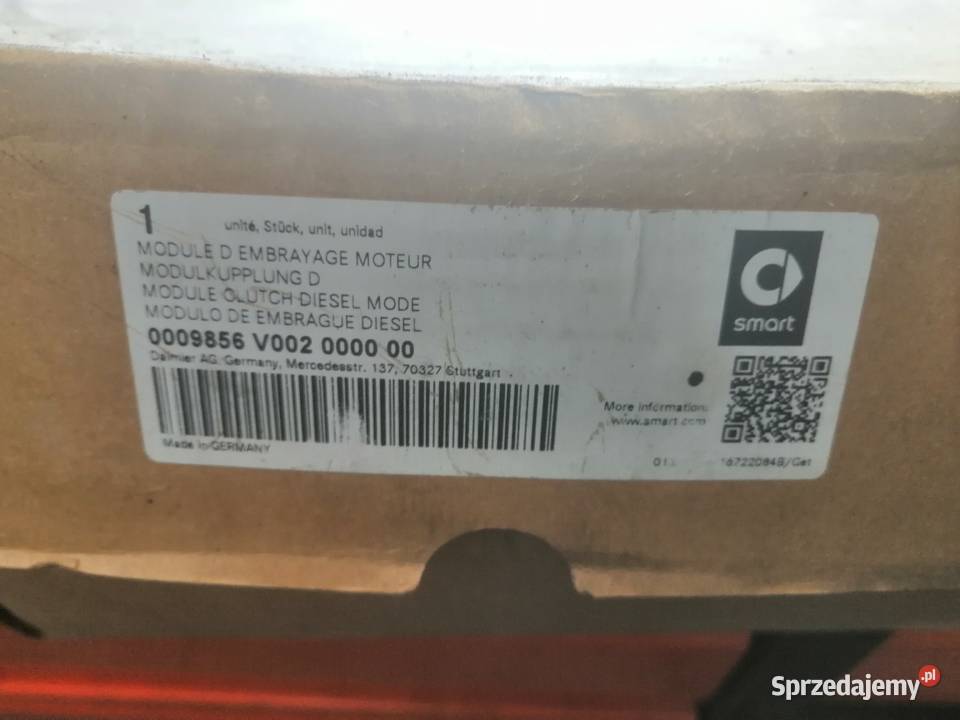 1
unité, Stück, unit, unidad
MODULE D EMBRAYAGE MOTEUR
MODULKUPPLUNG D
MODULE CLUTCH DIESEL MODE
MODULO DE EMBRAGUE DIESEL
0009856 V002 0000 00
Daimler AG, Germany, Mercedesstr. 137, 70327 Stuttgart
Made in GERMANY
smart
More information:
www.smart.com
16722084B/Get
Sprzedajemy.pl